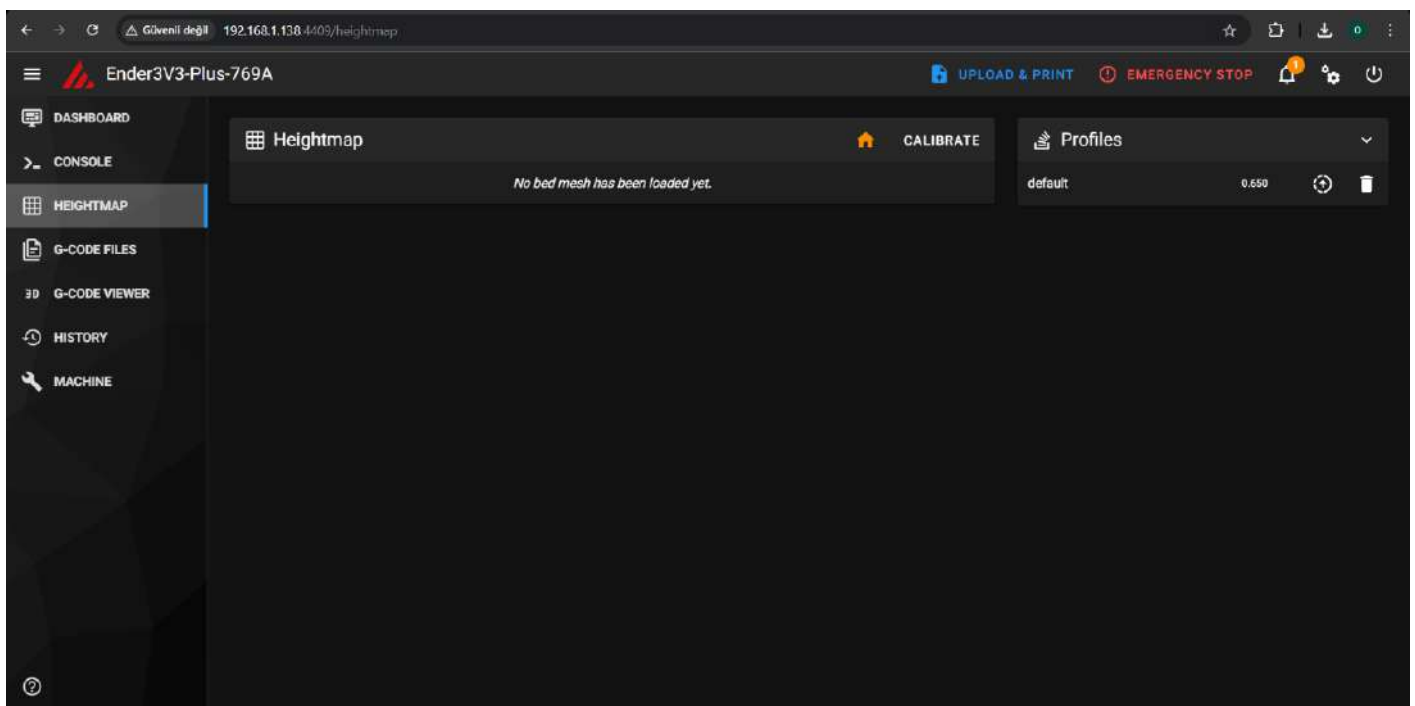 Güvenli değil 192.168.1.138:4409/heightmap
o
Ender3V3-Plus-769A
UPLOAD & PRINT
EMERGENCY STOP
1
DASHBOARD
CONSOLE
HEIGHTMAP
G-CODE FILES
3D G-CODE VIEWER
HISTORY
MACHINE
Heightmap
CALIBRATE
No bed mesh has been loaded yet.
Profiles
default 0.650